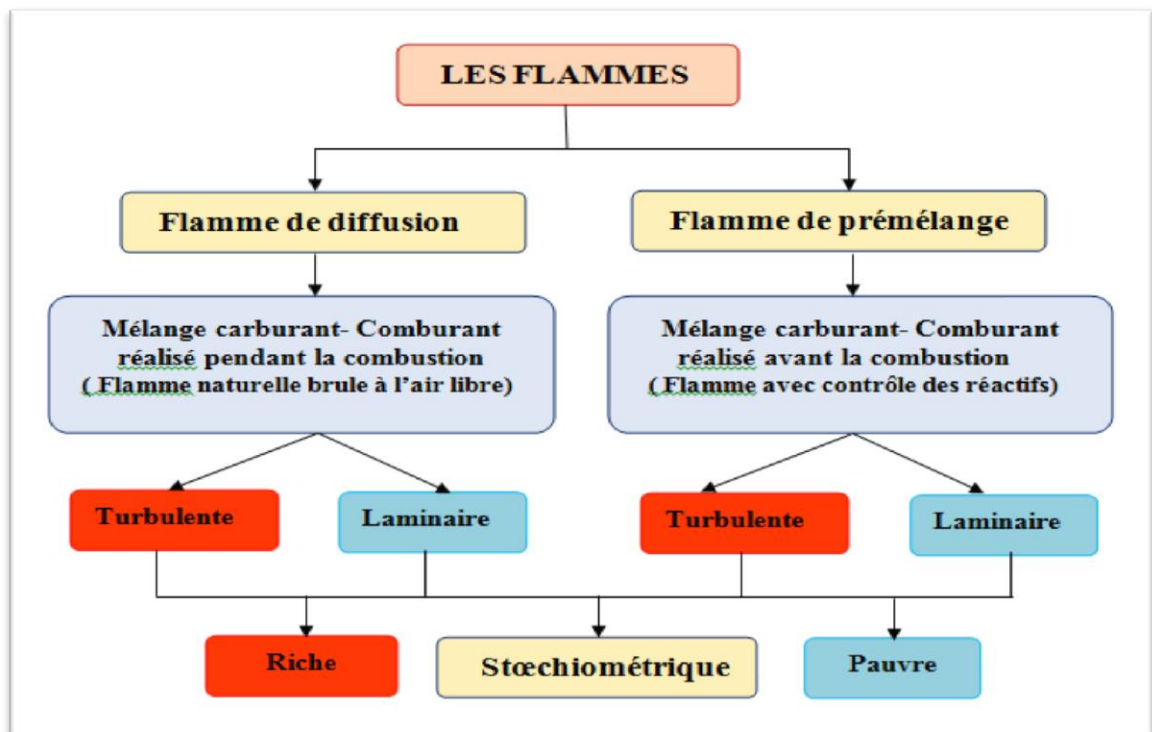 LES FLAMMES
Flamme de diffusion
Flamme de prémélange
Mélange carburant- Comburant
réalisé pendant la combustion
( Flamme naturelle brule à l'air libre)
Mélange carburant- Comburant
réalisé avant la combustion
( Flamme avec contrôle des réactifs)
Turbulente
Laminaire
Turbulente
Laminaire
Riche
Stœchiométrique
Pauvre